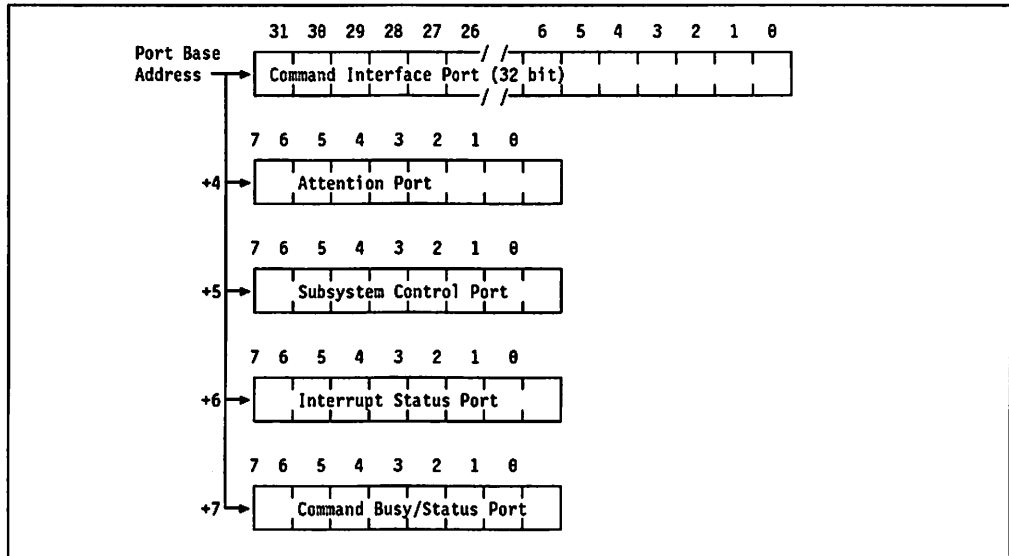 31 30 29 28 27 26 / / 6 5 4 3 2 1 0
Port Base
Address
Command Interface Port (32 bit)
/ /
7 6 5 4 3 2 1 0
+4 Attention Port
7 6 5 4 3 2 1 0
+5 Subsystem Control Port
7 6 5 4 3 2 1 0
+6 Interrupt Status Port
7 6 5 4 3 2 1 0
+7 Command Busy/Status Port